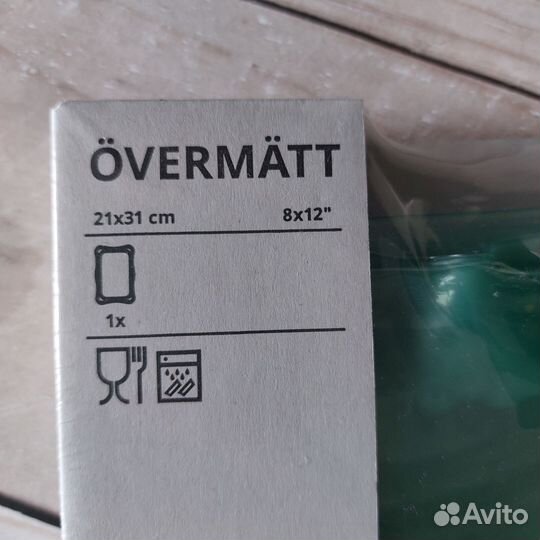 ÖVERMÄTT
21x31 cm 8x12"
1x
Avito